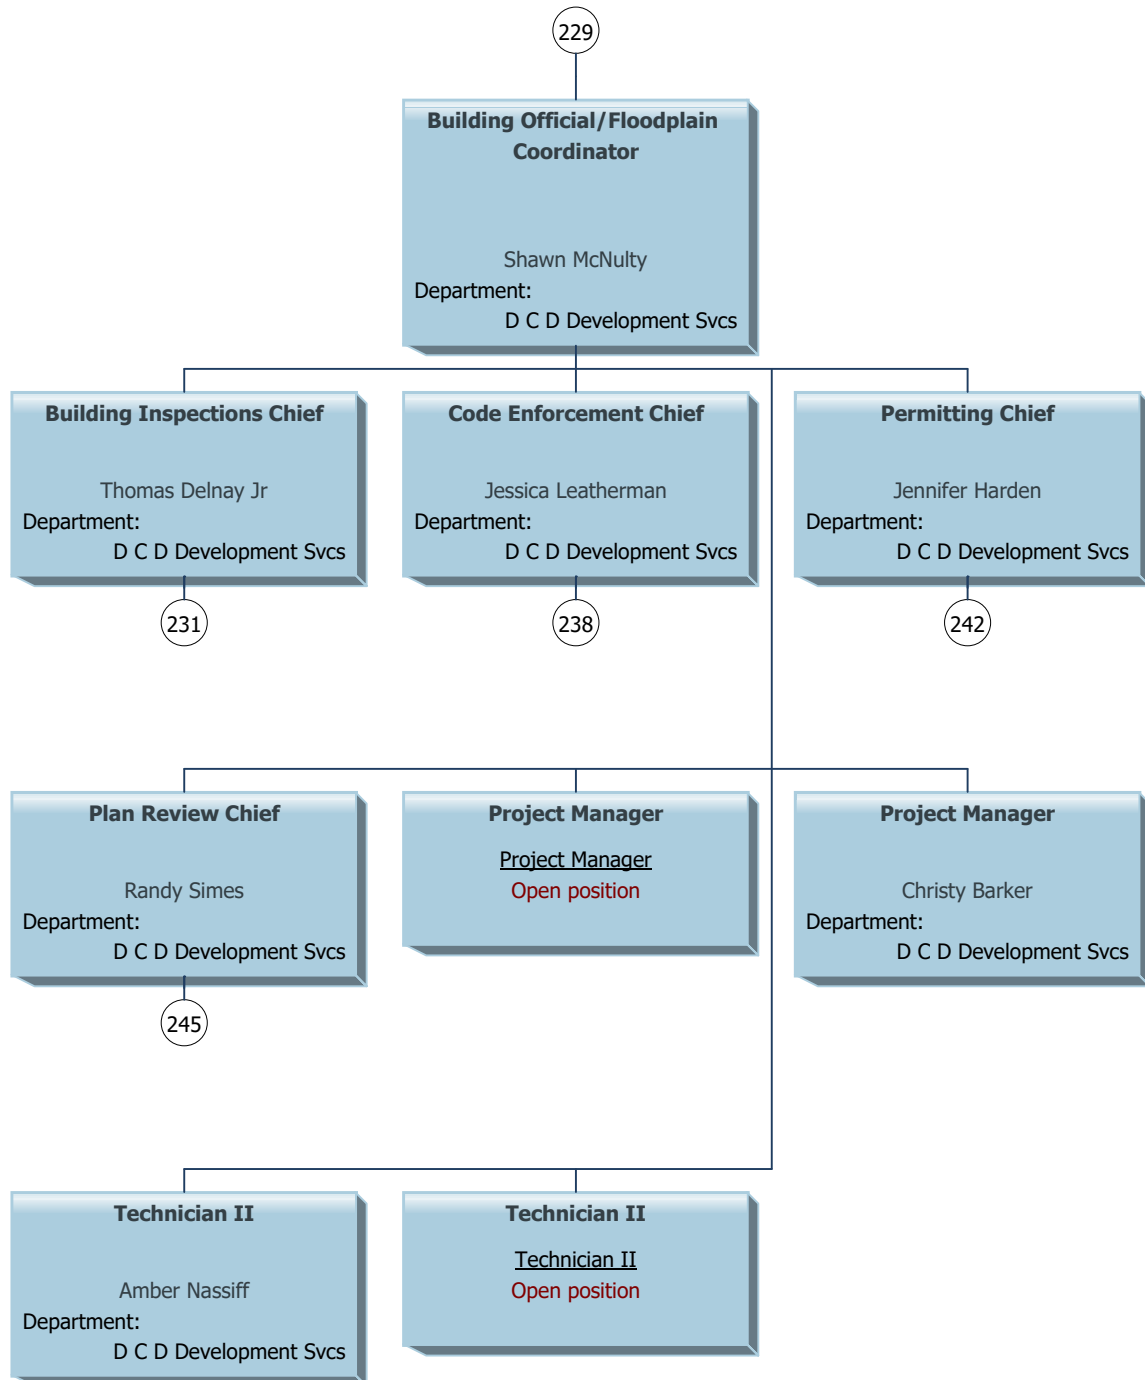 229
Building Official/Floodplain
Coordinator
Shawn McNulty
Department:
D C D Development Svcs
Building Inspections Chief
Thomas Delnay Jr
Department:
D C D Development Svcs
231
Code Enforcement Chief
Jessica Leatherman
Department:
D C D Development Svcs
238
Permitting Chief
Jennifer Harden
Department:
D C D Development Svcs
242
Plan Review Chief
Randy Simes
Department:
D C D Development Svcs
245
Project Manager
Project Manager
Open position
Project Manager
Christy Barker
Department:
D C D Development Svcs
Technician II
Amber Nassiff
Department:
D C D Development Svcs
Technician II
Technician II
Open position